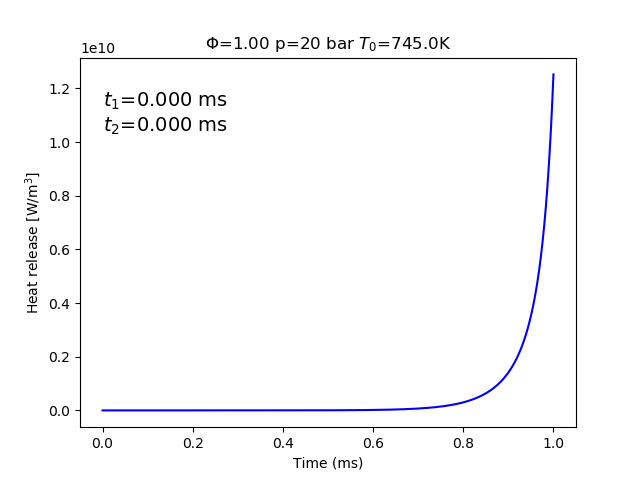 Φ=1.00 p=20 bar T₀=745.0K
1e10
t₁=0.000 ms
t₂=0.000 ms
Heat release [W/m³]
1.2
1.0
0.8
0.6
0.4
0.2
0.0
0.0 0.2 0.4 0.6 0.8 1.0
Time (ms)